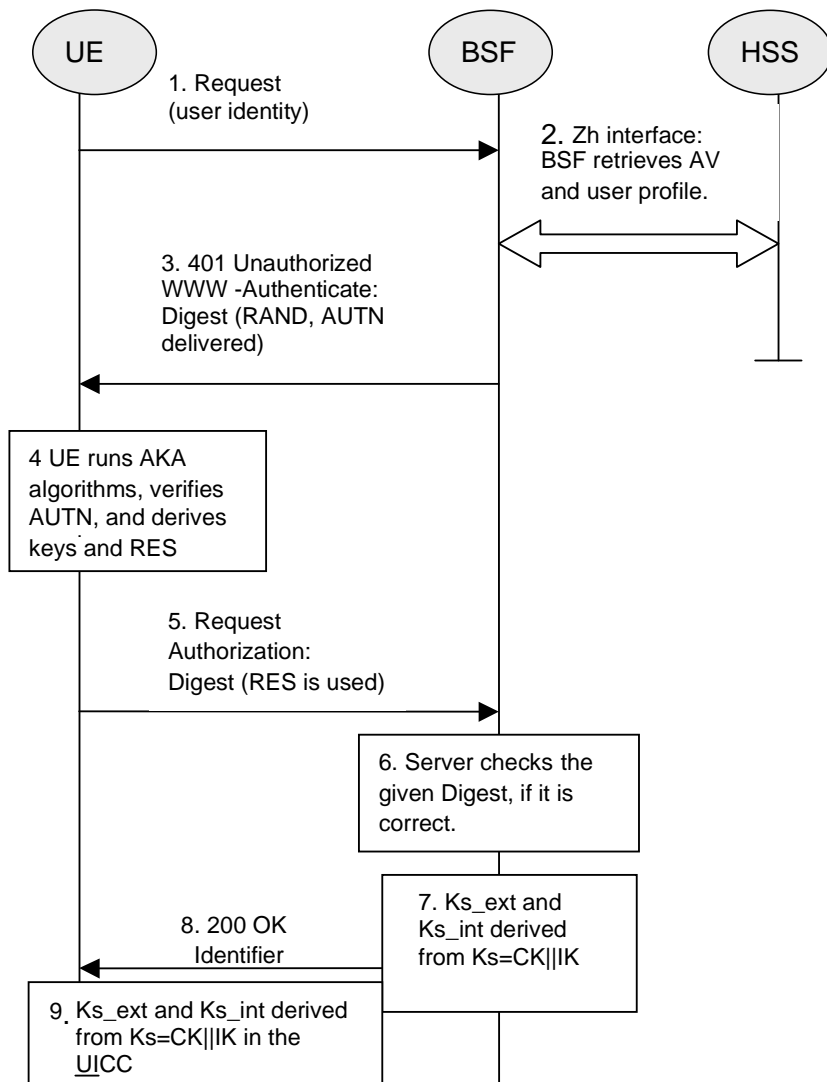 UE
BSF
HSS
1. Request
(user identity)
2. Zh interface:
BSF retrieves AV
and user profile.
3. 401 Unauthorized
WWW -Authenticate:
Digest (RAND, AUTN
delivered)
4 UE runs AKA
algorithms, verifies
AUTN, and derives
keys and RES
5. Request
Authorization:
Digest (RES is used)
6. Server checks the
given Digest, if it is
correct.
7. Ks_ext and
Ks_int derived
from Ks=CK||IK
8. 200 OK
Identifier
9. Ks_ext and Ks_int derived
from Ks=CK||IK in the
UICC